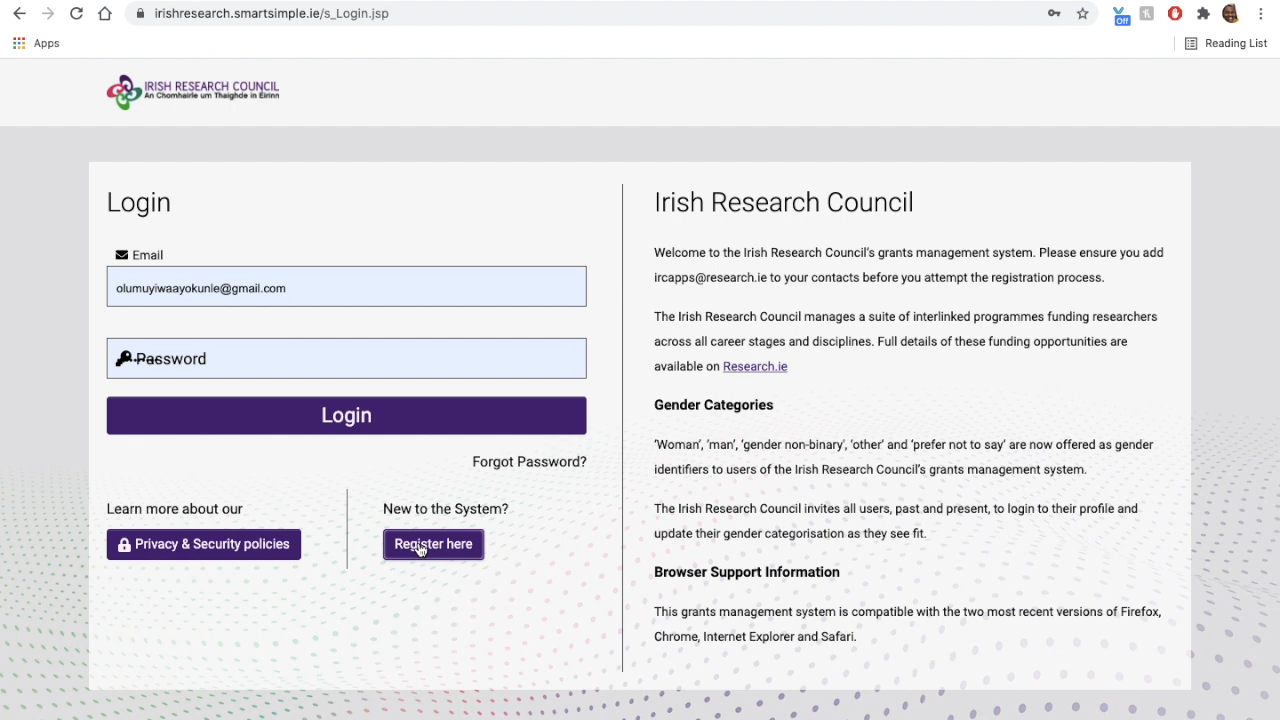 irishresearch.smartsimple.ie/s_Login.jsp
Off
Apps
Reading List
IRISH RESEARCH COUNCIL
An Chomhairle um Thaighde in Éirinn
Login
Email
olumuyiwaayokunle@gmail.com
Password
Login
Forgot Password?
Learn more about our
Privacy & Security policies
New to the System?
Register here
Irish Research Council
Welcome to the Irish Research Council's grants management system. Please ensure you add
ircapps@research.ie to your contacts before you attempt the registration process.
The Irish Research Council manages a suite of interlinked programmes funding researchers
across all career stages and disciplines. Full details of these funding opportunities are
available on Research.ie
Gender Categories
'Woman', 'man', 'gender non-binary', 'other' and 'prefer not to say' are now offered as gender
identifiers to users of the Irish Research Council's grants management system.
The Irish Research Council invites all users, past and present, to login to their profile and
update their gender categorisation as they see fit.
Browser Support Information
This grants management system is compatible with the two most recent versions of Firefox,
Chrome, Internet Explorer and Safari.